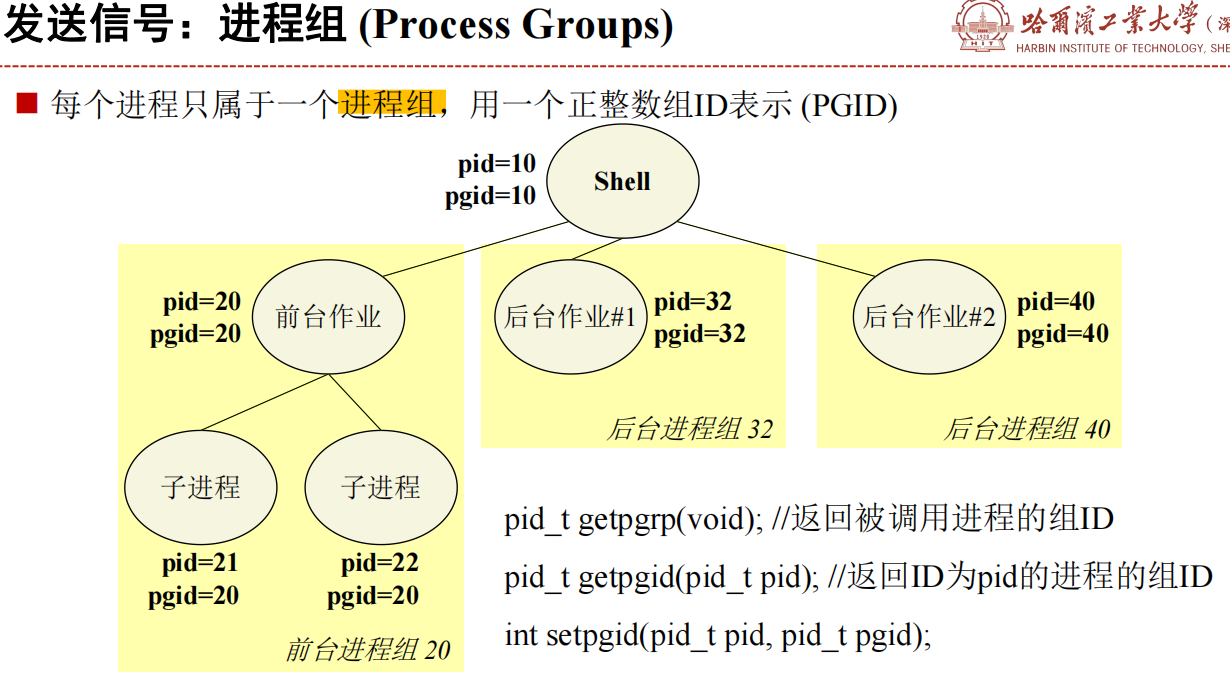 发送信号：进程组 (Process Groups)
哈尔滨工业大学(深
HARBIN INSTITUTE OF TECHNOLOGY, SHE
■ 每个进程只属于一个进程组，用一个正整数组ID表示 (PGID)
pid=10
pgid=10
Shell
pid=20
pgid=20
前台作业
后台作业#1
pid=32
pgid=32
后台作业#2
pid=40
pgid=40
后台进程组 32
后台进程组 40
子进程
子进程
pid=21
pgid=20
pid=22
pgid=20
前台进程组 20
pid_t getpgrp(void); //返回被调用进程的组ID
pid_t getpgid(pid_t pid); //返回ID为pid的进程的组ID
int setpgid(pid_t pid, pid_t pgid);